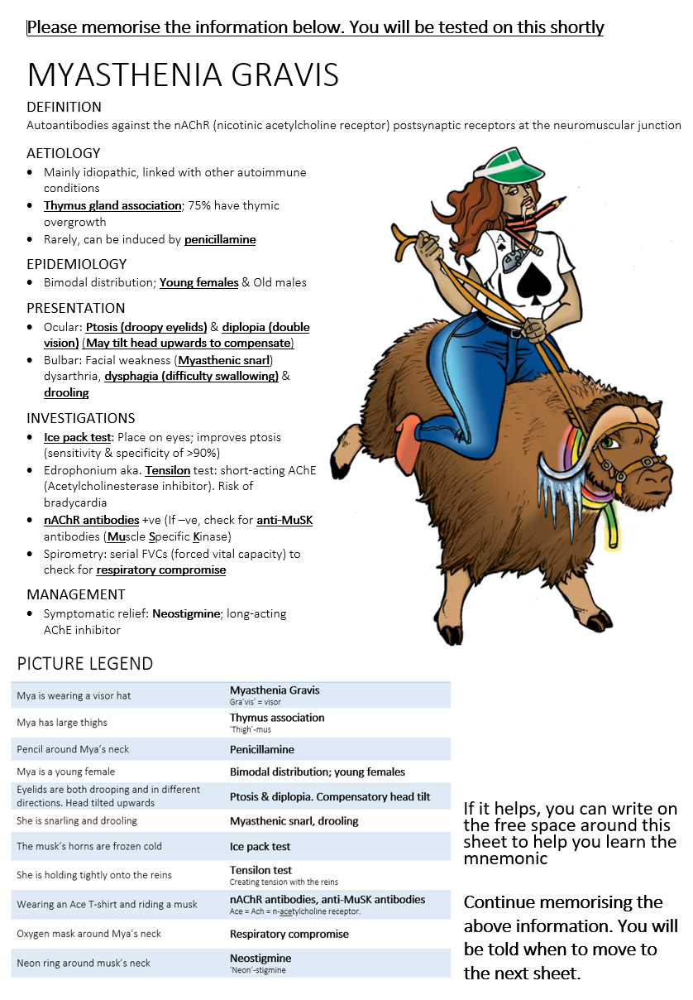 Please memorise the information below. You will be tested on this shortly
MYASTHENIA GRAVIS
DEFINITION
Autoantibodies against the nAChR (nicotinic acetylcholine receptor) postsynaptic receptors at the neuromuscular junction
AETIOLOGY
• Mainly idiopathic, linked with other autoimmune
conditions
• Thymus gland association; 75% have thymic
overgrowth
• Rarely, can be induced by penicillamine
EPIDEMIOLOGY
• Bimodal distribution; Young females & Old males
PRESENTATION
• Ocular: Ptosis (droopy eyelids) & diplopia (double
vision) (May tilt head upwards to compensate)
• Bulbar: Facial weakness (Myasthenic snarl)
dysarthria, dysphagia (difficulty swallowing) &
drooling
INVESTIGATIONS
• Ice pack test: Place on eyes; improves ptosis
(sensitivity & specificity of >90%)
• Edrophonium aka. Tensilon test: short-acting AChE
(Acetylcholinesterase inhibitor). Risk of
bradycardia
• nAChR antibodies +ve (If –ve, check for anti-MuSK
antibodies (Muscle Specific Kinase)
• Spirometry: serial FVCs (forced vital capacity) to
check for respiratory compromise
MANAGEMENT
• Symptomatic relief: Neostigmine; long-acting
AChE inhibitor
A
PICTURE LEGEND
Mya is wearing a visor hat
Myasthenia Gravis
Gra‘vis’ = visor
Mya has large thighs
Thymus association
‘Thigh’-mus
Pencil around Mya’s neck
Penicillamine
Mya is a young female
Bimodal distribution; young females
Eyelids are both drooping and in different
directions. Head tilted upwards
Ptosis & diplopia. Compensatory head tilt
She is snarling and drooling
Myasthenic snarl, drooling
The musk’s horns are frozen cold
Ice pack test
She is holding tightly onto the reins
Tensilon test
Creating tension with the reins
Wearing an Ace T-shirt and riding a musk
nAChR antibodies, anti-MuSK antibodies
Ace = Ach = n-acetylcholine receptor.
Oxygen mask around Mya’s neck
Respiratory compromise
Neon ring around musk’s neck
Neostigmine
‘Neon’-stigmine
If it helps, you can write on
the free space around this
sheet to help you learn the
mnemonic
Continue memorising the
above information. You will
be told when to move to
the next sheet.